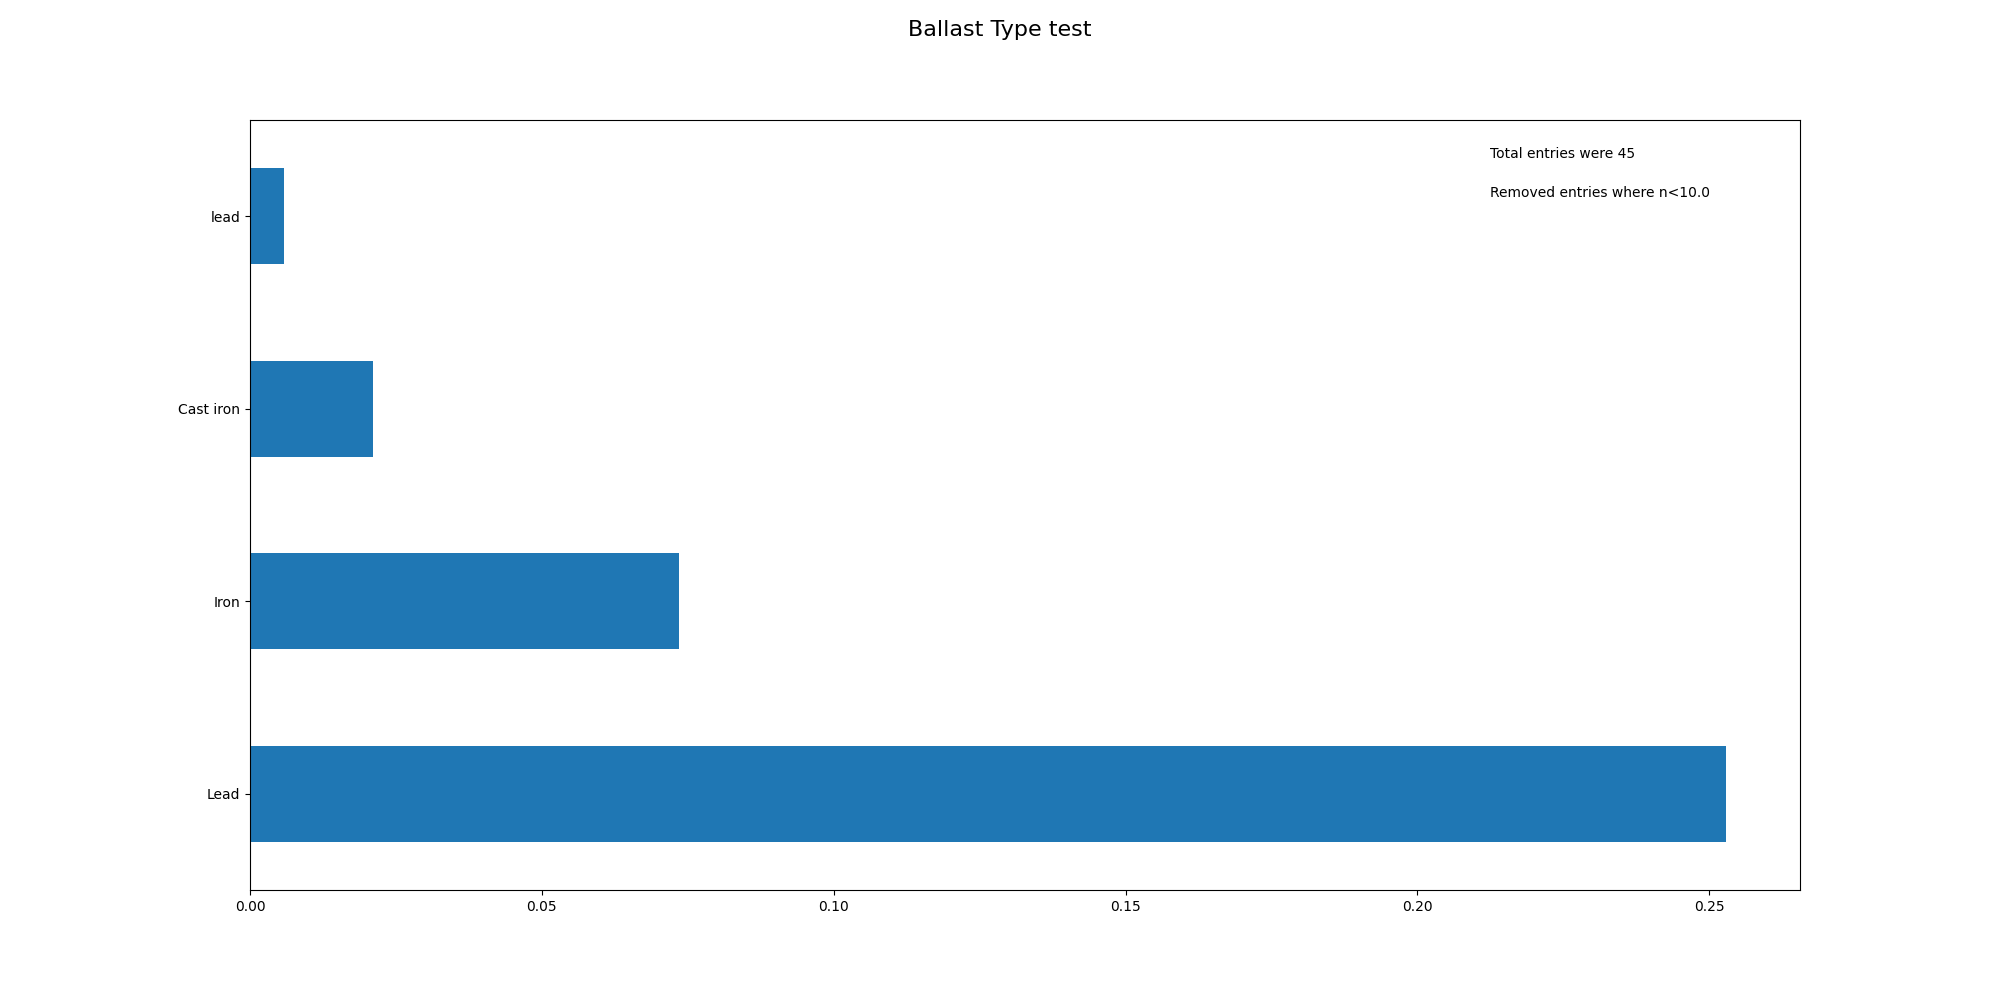 Ballast Type test
Total entries were 45
Removed entries where n<10.0
lead
Cast iron
Iron
Lead
0.00 0.05 0.10 0.15 0.20 0.25